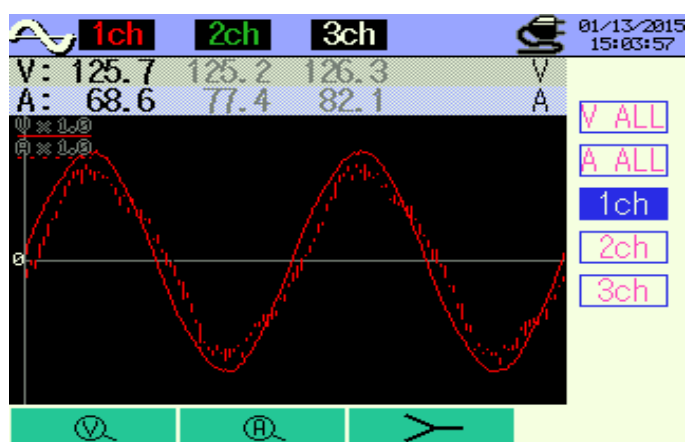 1ch 2ch 3ch 01/13/2015
15:03:57
V: 125.7 125.2 126.3 V
A: 68.6 77.4 82.1 A
V × 1.0
A × 1.0
0
V ALL
A ALL
1ch
2ch
3ch
V A